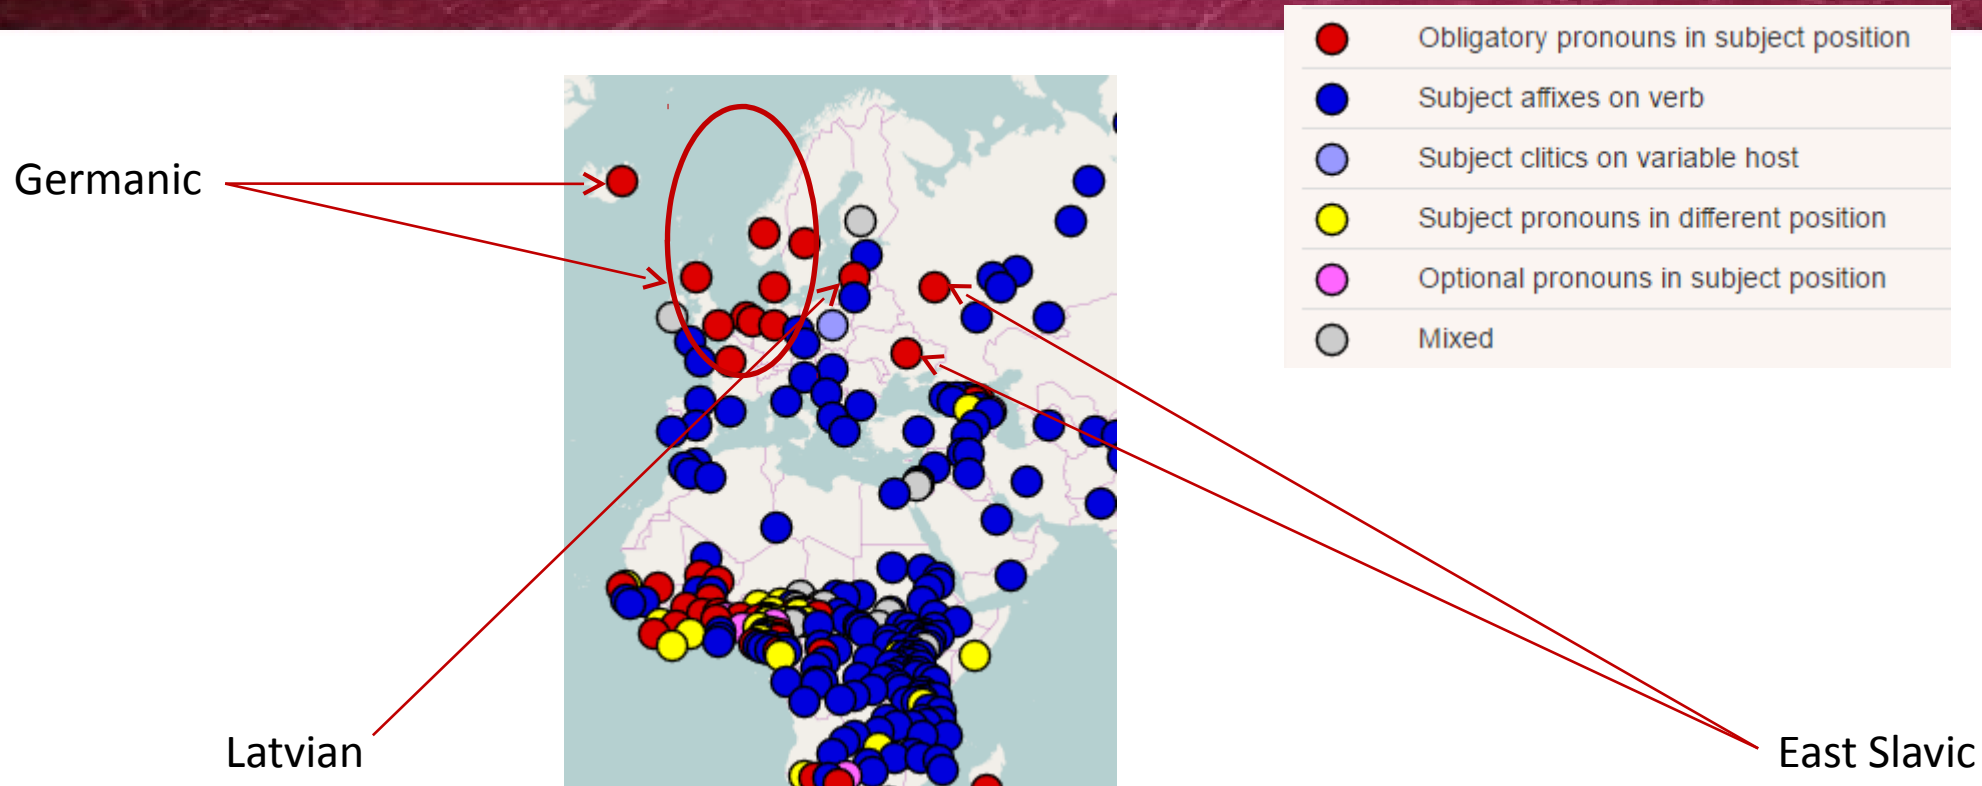 Obligatory pronouns in subject position
Subject affixes on verb
Subject clitics on variable host
Subject pronouns in different position
Optional pronouns in subject position
Mixed
Germanic
Latvian
East Slavic